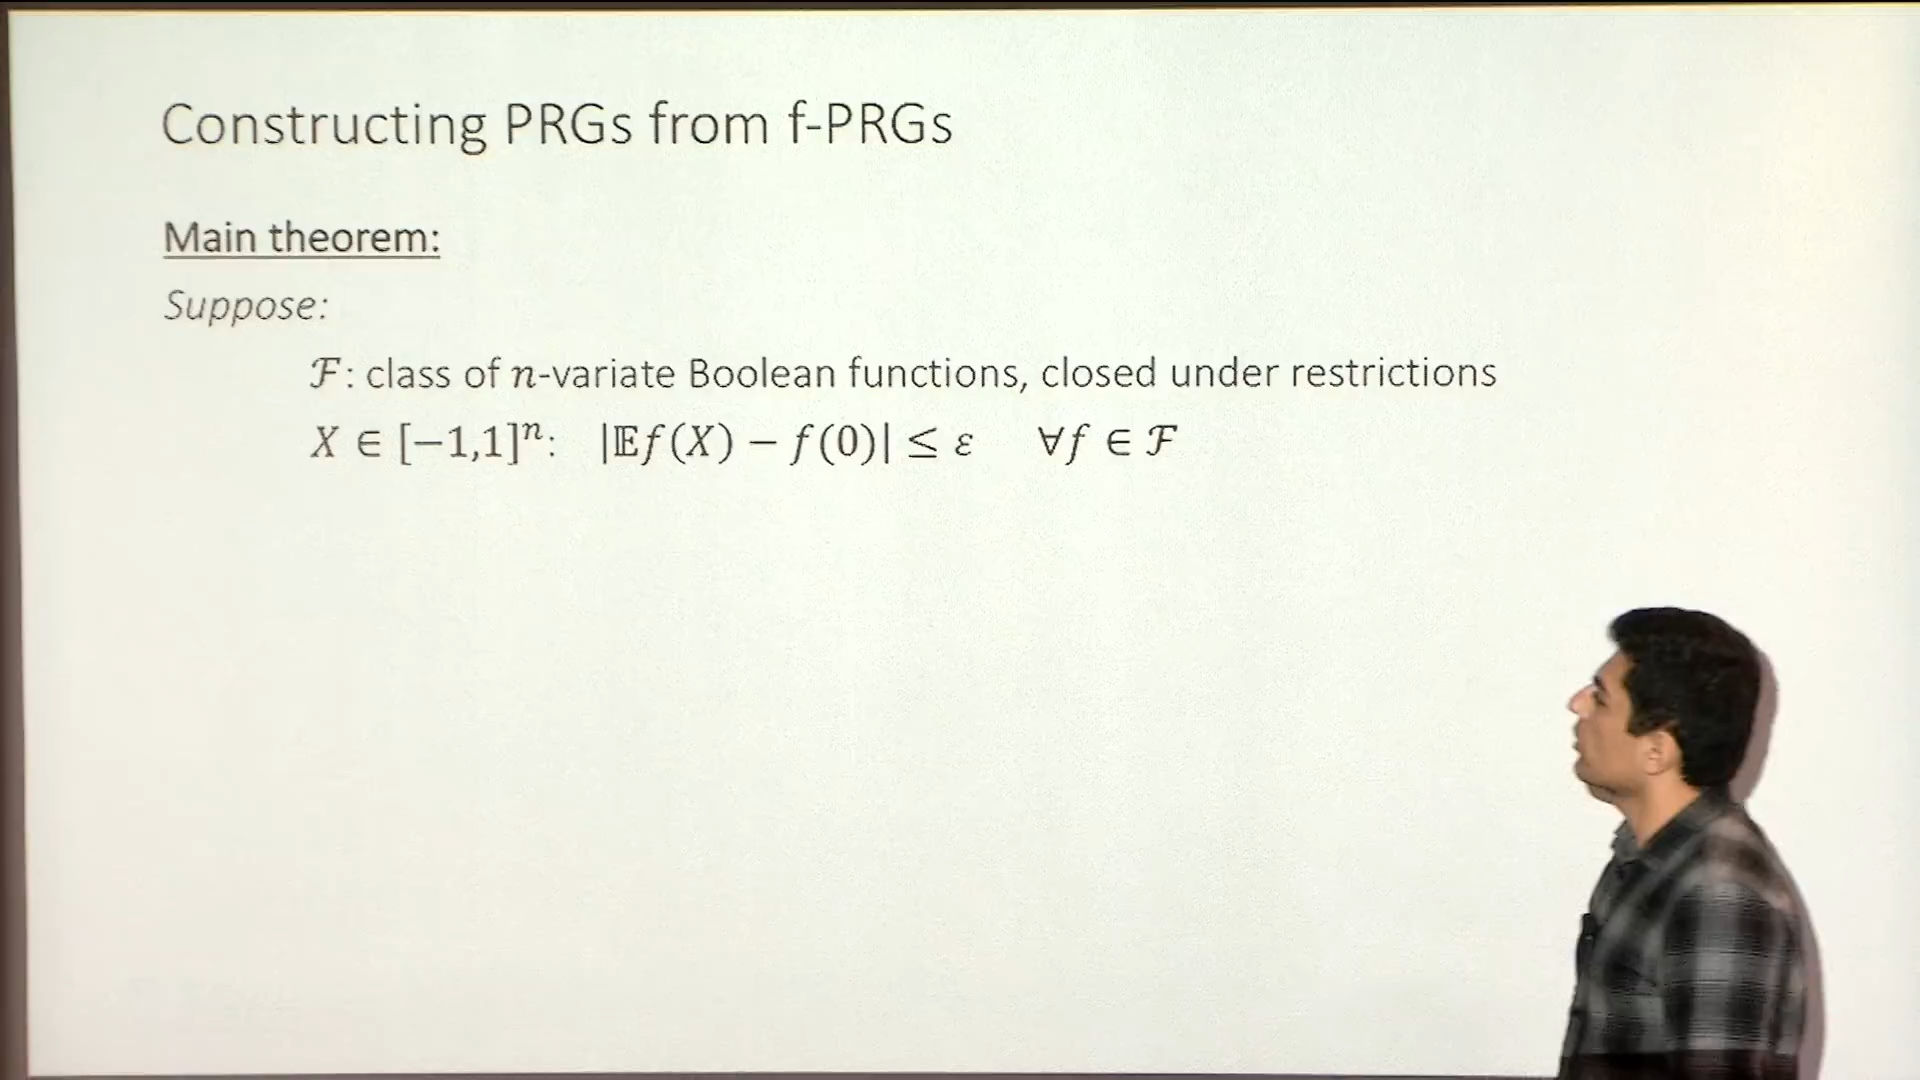 Constructing PRGs from f-PRGs
Main theorem:
Suppose:
ℱ: class of n-variate Boolean functions, closed under restrictions
X ∈ [−1,1]ⁿ: |𝔼f(X) − f(0)| ≤ ε ∀f ∈ ℱ